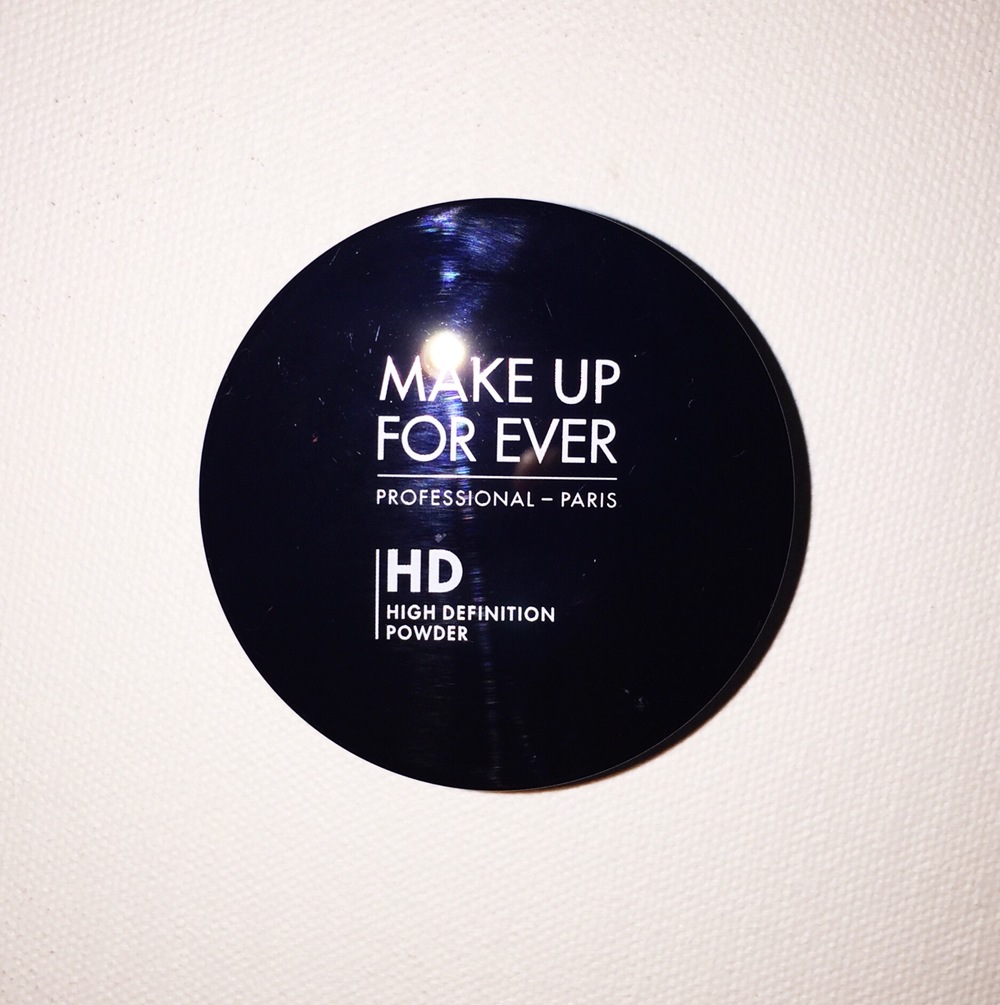 MAKE UP
FOR EVER
PROFESSIONAL – PARIS
HD
HIGH DEFINITION
POWDER